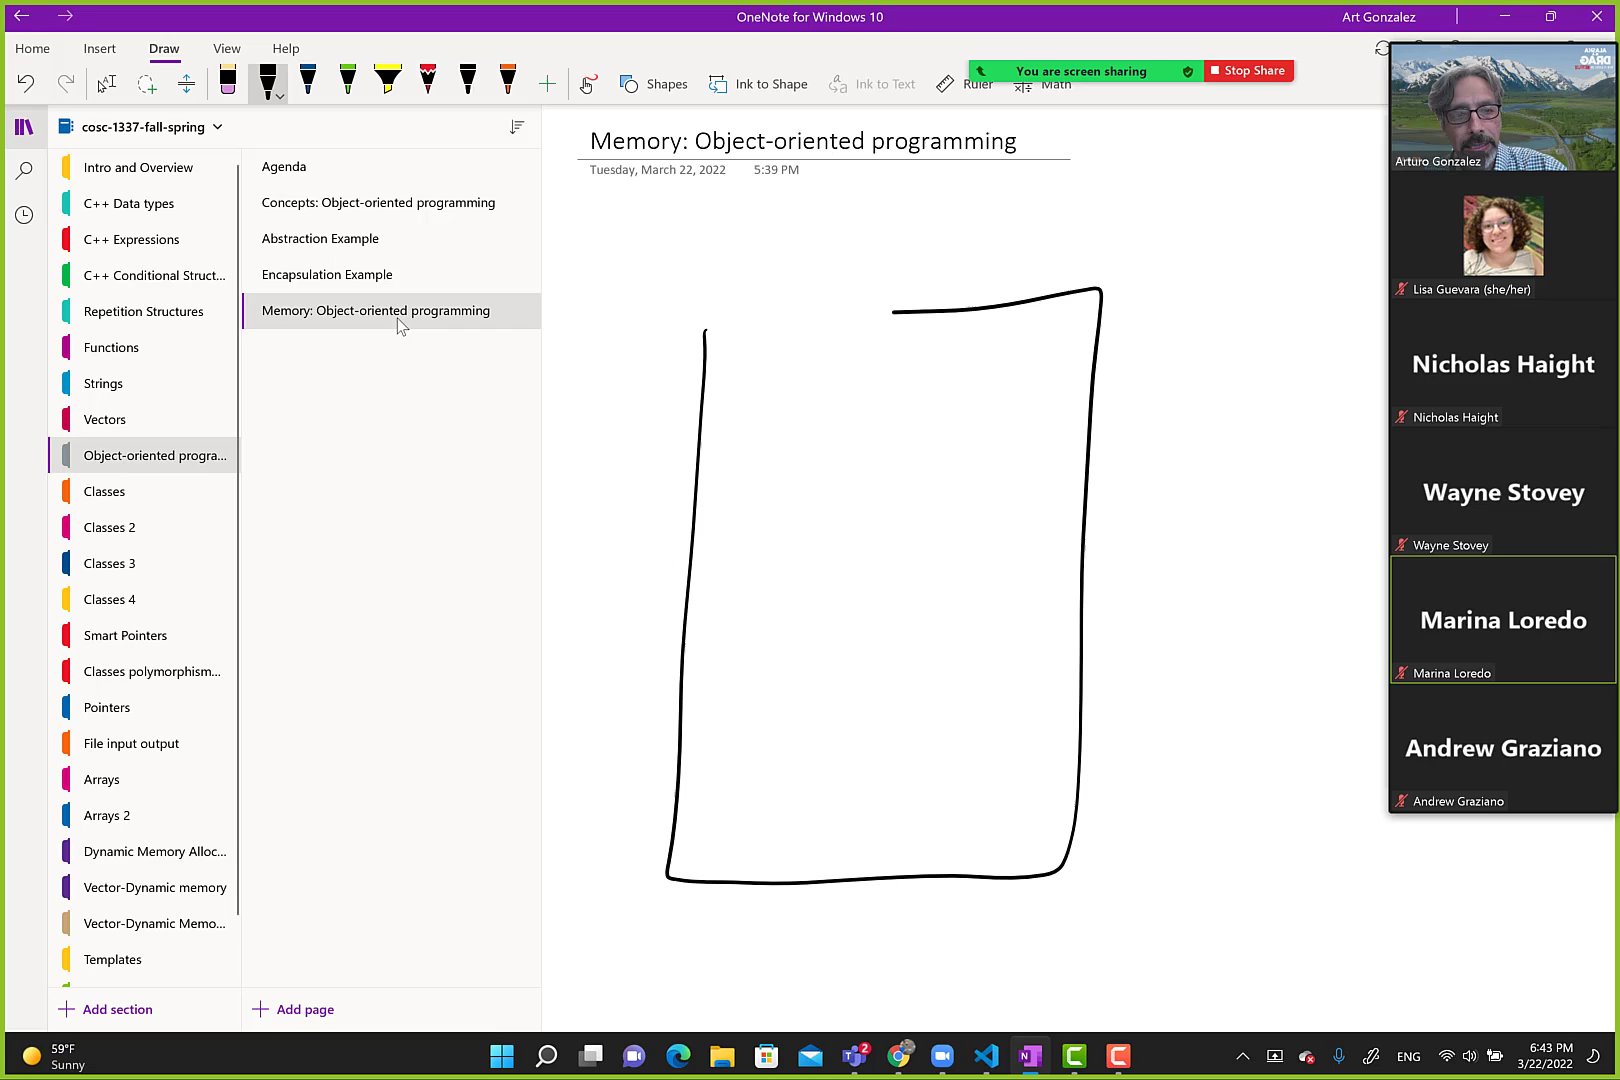 OneNote for Windows 10
Art Gonzalez
Home
Insert
Draw
View
Help
Shapes
Ink to Shape
Ink to Text
Ruler
Math
You are screen sharing
Stop Share
cosc-1337-fall-spring
Intro and Overview
C++ Data types
C++ Expressions
C++ Conditional Struct...
Repetition Structures
Functions
Strings
Vectors
Object-oriented progra...
Classes
Classes 2
Classes 3
Classes 4
Smart Pointers
Classes polymorphism...
Pointers
File input output
Arrays
Arrays 2
Dynamic Memory Alloc...
Vector-Dynamic memory
Vector-Dynamic Memo...
Templates
Add section
Agenda
Concepts: Object-oriented programming
Abstraction Example
Encapsulation Example
Memory: Object-oriented programming
Add page
Memory: Object-oriented programming
Tuesday, March 22, 2022
5:39 PM
Arturo Gonzalez
Lisa Guevara (she/her)
Nicholas Haight
Nicholas Haight
Wayne Stovey
Wayne Stovey
Marina Loredo
Marina Loredo
Andrew Graziano
Andrew Graziano
59°F
Sunny
2
ENG
6:43 PM
3/22/2022